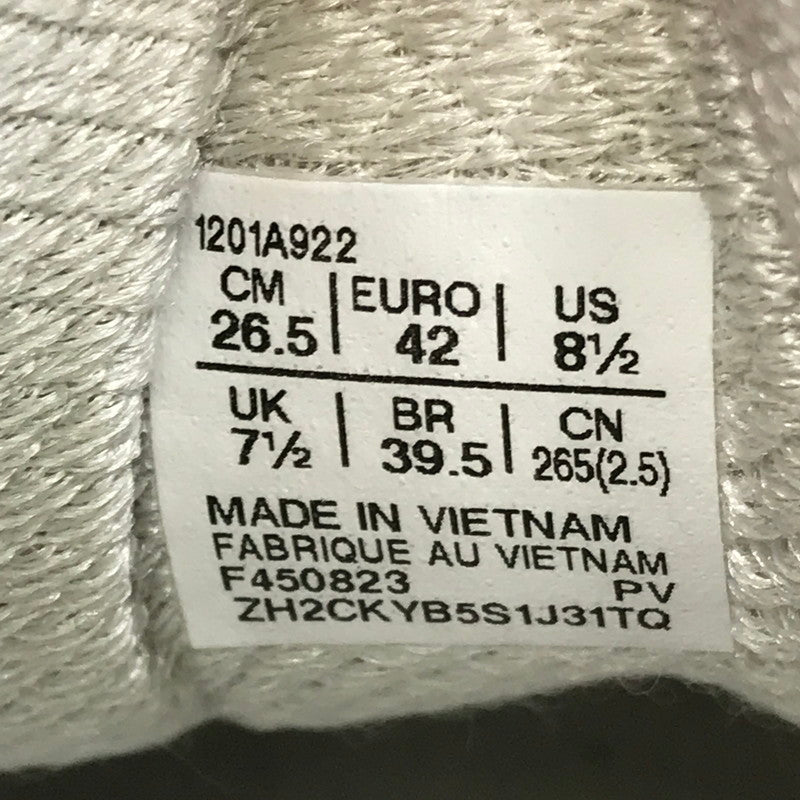 1201A922
CM | EURO | US
26.5 | 42 | 8½
UK | BR | CN
7½ | 39.5 | 265(2.5)
MADE IN VIETNAM
FABRIQUE AU VIETNAM
F450823 PV
ZH2CKYB5S1J31TQ